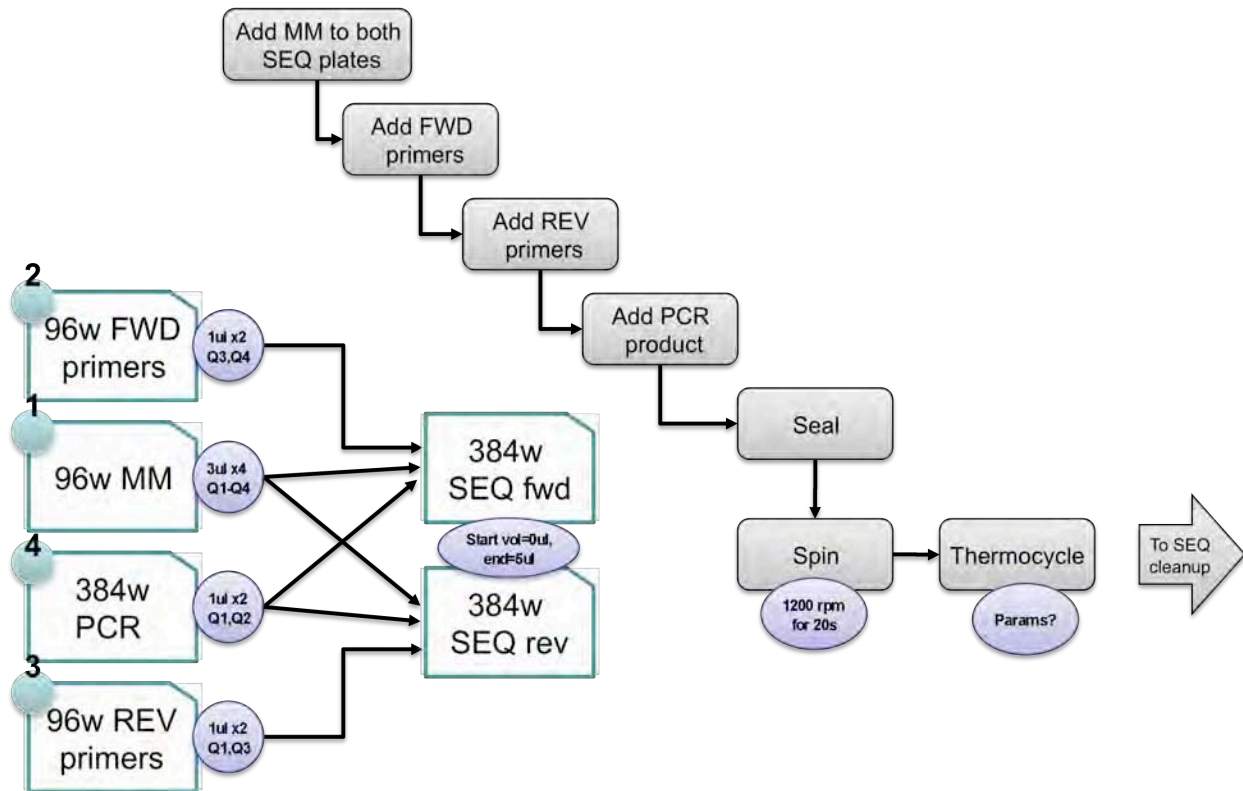 Add MM to both
SEQ plates
Add FWD
primers
Add REV
primers
Add PCR
product
Seal
Spin
1200 rpm
for 20s
Thermocycle
Params?
To SEQ
cleanup
2
96w FWD
primers
1ul x2
Q3,Q4
1
96w MM
3ul x4
Q1-Q4
4
384w
PCR
1ul x2
Q1,Q2
3
96w REV
primers
1ul x2
Q1,Q3
384w
SEQ fwd
Start vol=0ul,
end=5ul
384w
SEQ rev